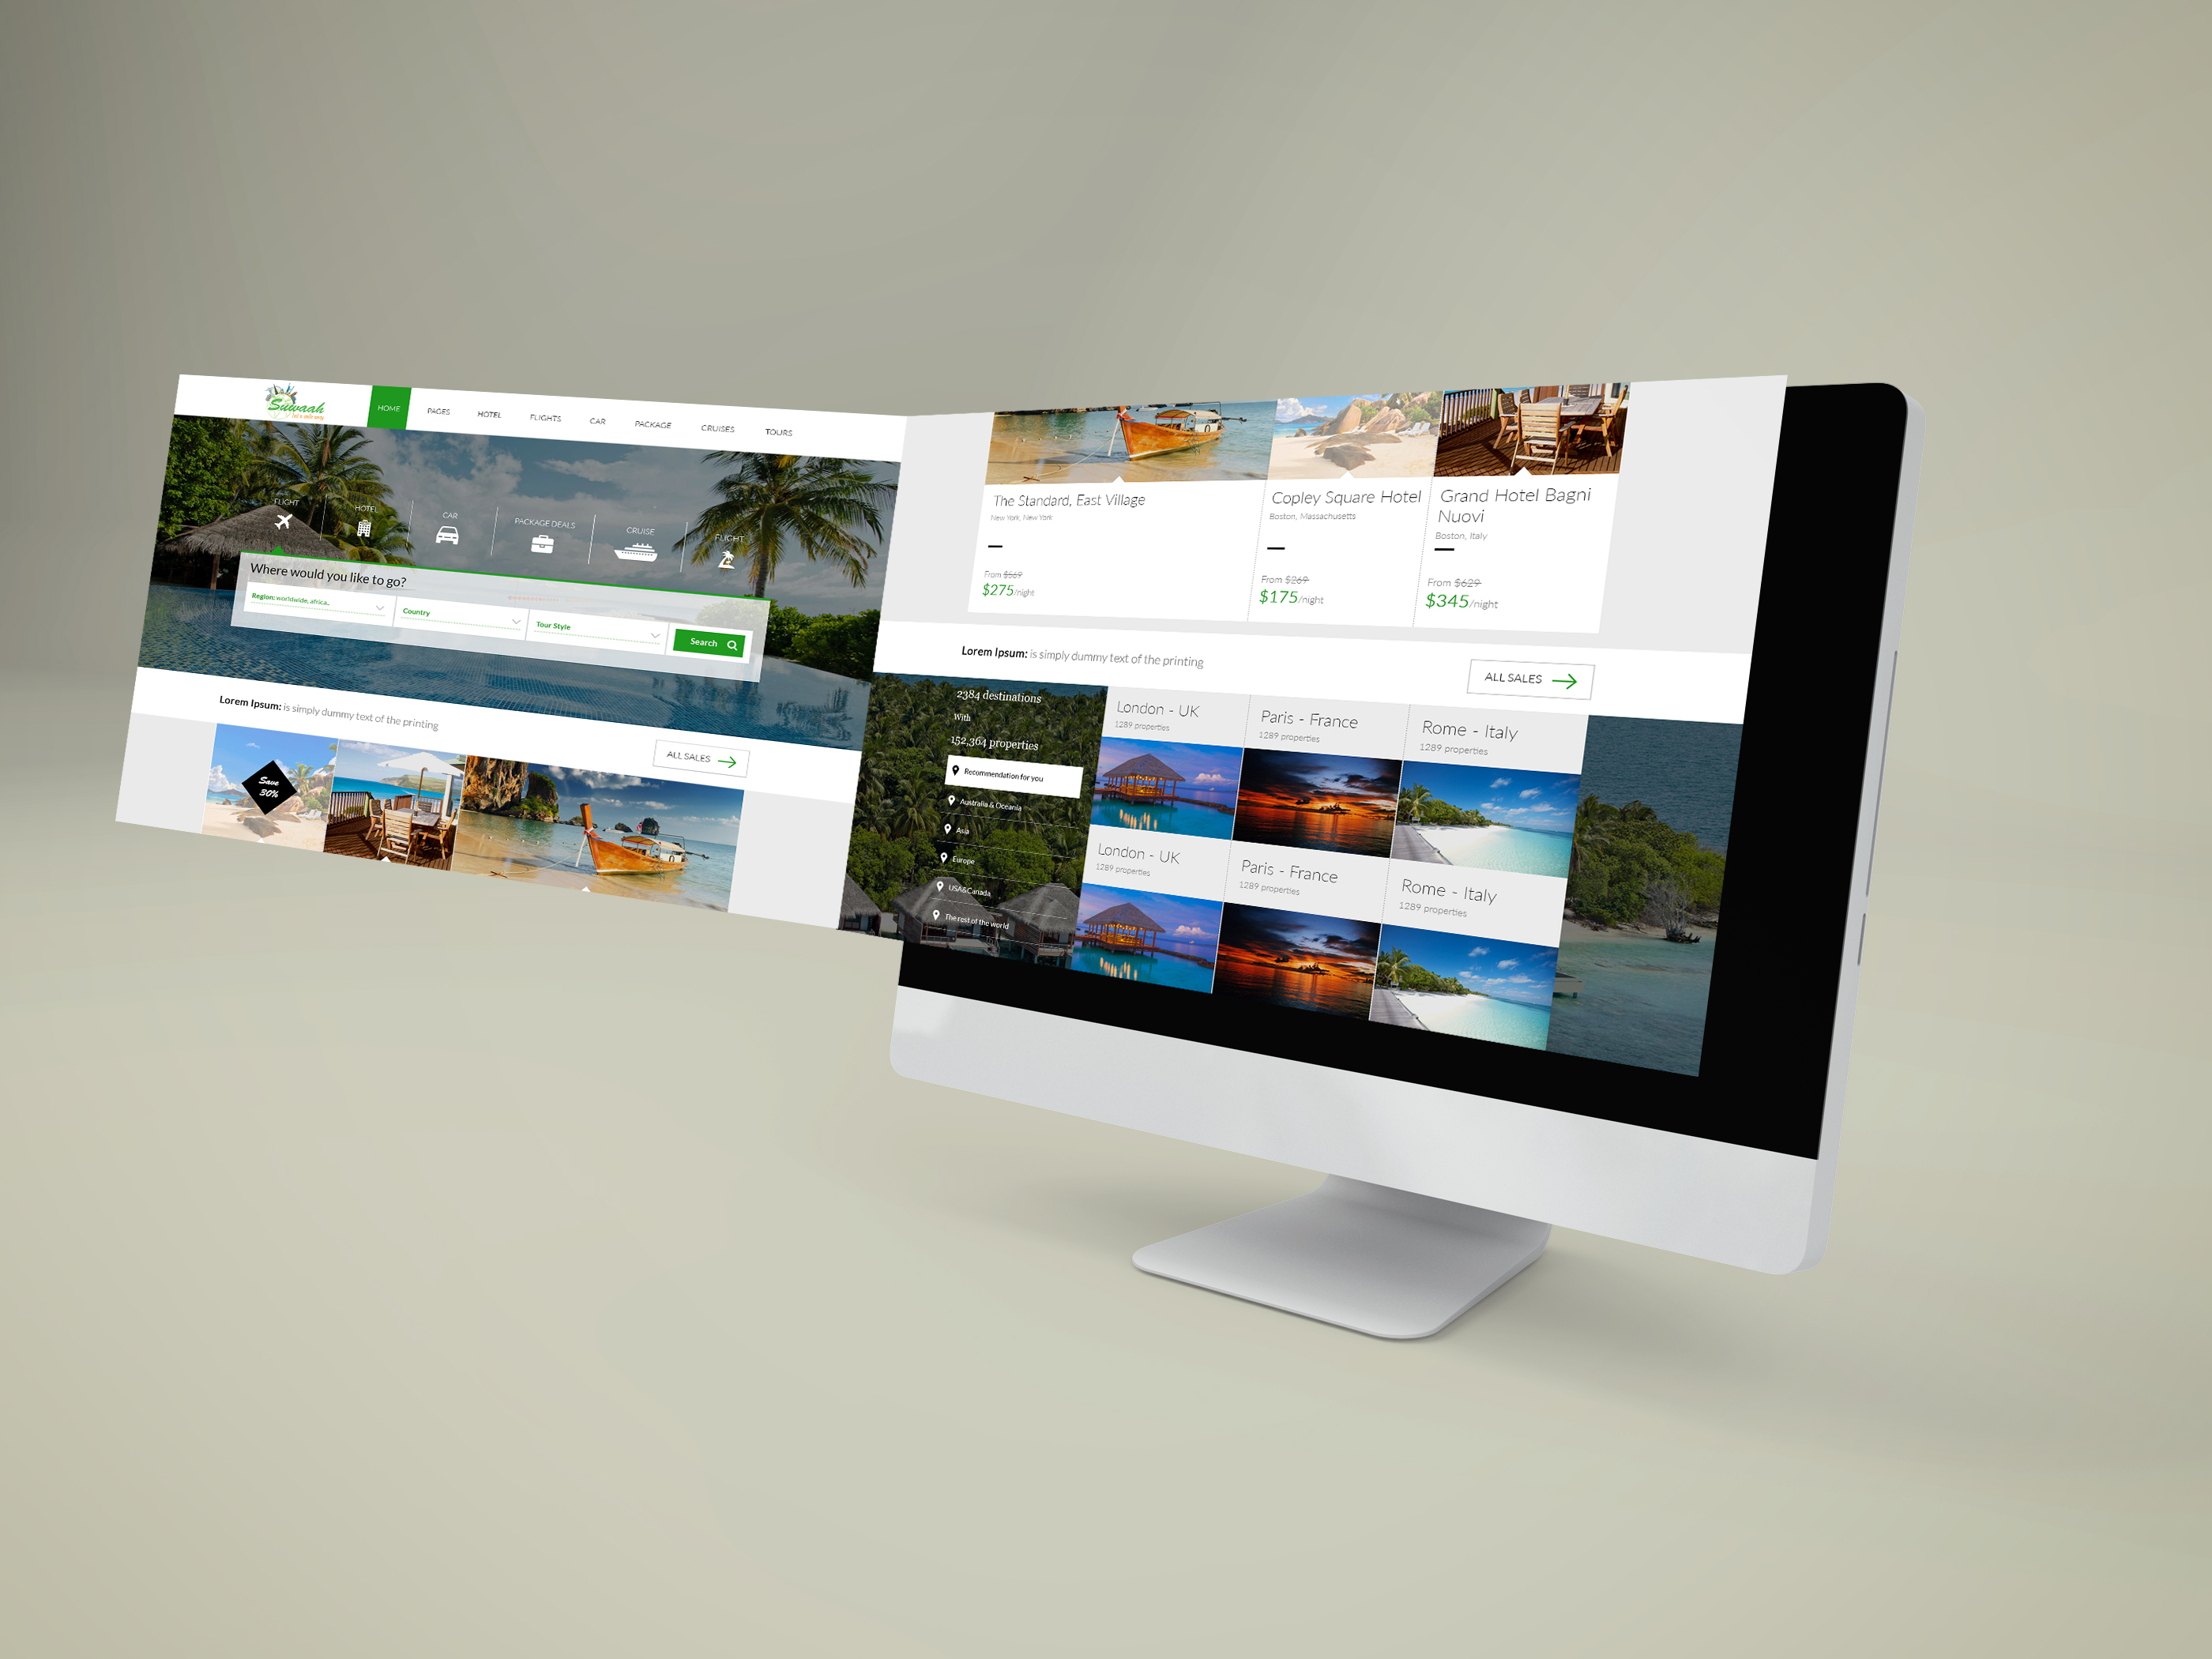 Suwaah
HOME
PAGES
HOTEL
FLIGHTS
CAR
PACKAGE
CRUISES
TOURS
FLIGHT
HOTEL
CAR
PACKAGE DEALS
CRUISE
FLIGHT
Where would you like to go?
Region: worldwide, africa,.
Country
Tour Style
Search
Lorem Ipsum: is simply dummy text of the printing
ALL SALES
Save
30%
The Standard, East Village
New York, New York
From $569
$275/night
Copley Square Hotel
Boston, Massachusetts
From $269
$175/night
Grand Hotel Bagni
Nuovi
Boston, Italy
From $629
$345/night
Lorem Ipsum: is simply dummy text of the printing
ALL SALES
2384 destinations
With
152,364 properties
Recommendation for you
Australia & Oceania
Asia
Europe
USA&Canada
The rest of the world
London - UK
1289 properties
Paris - France
1289 properties
Rome - Italy
1289 properties
London - UK
1289 properties
Paris - France
1289 properties
Rome - Italy
1289 properties